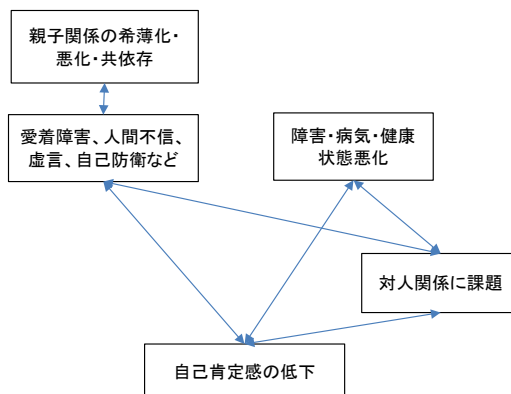 親子関係の希薄化・
悪化・共依存
愛着障害、人間不信、
虚言、自己防衛など
障害・病気・健康
状態悪化
対人関係に課題
自己肯定感の低下